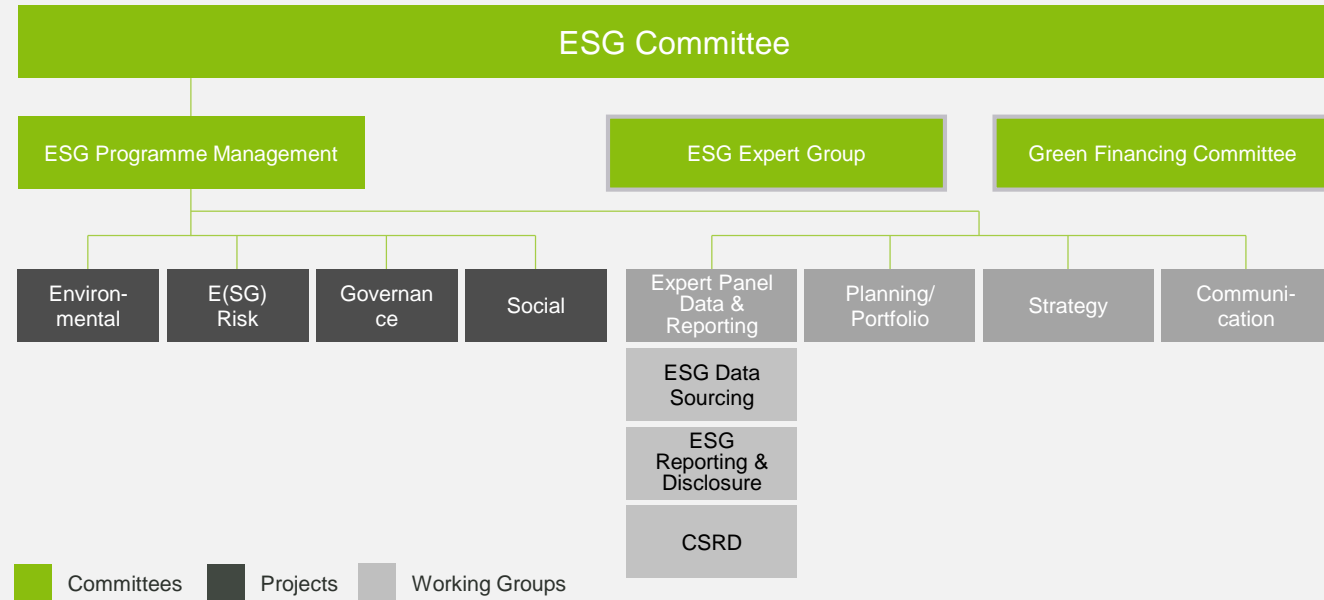 ESG Committee
ESG Programme Management
ESG Expert Group
Green Financing Committee
Environ-
mental
E(SG)
Risk
Governan
ce
Social
Expert Panel
Data &
Reporting
Planning/
Portfolio
Strategy
Communi-
cation
ESG Data
Sourcing
ESG
Reporting &
Disclosure
CSRD
Committees
Projects
Working Groups